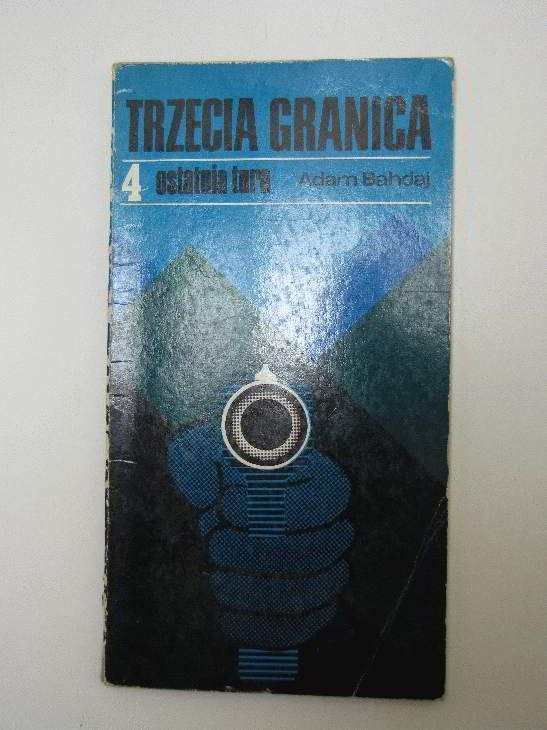 TRZECIA GRANICA
4 ostatnia tura Adam Bahdaj